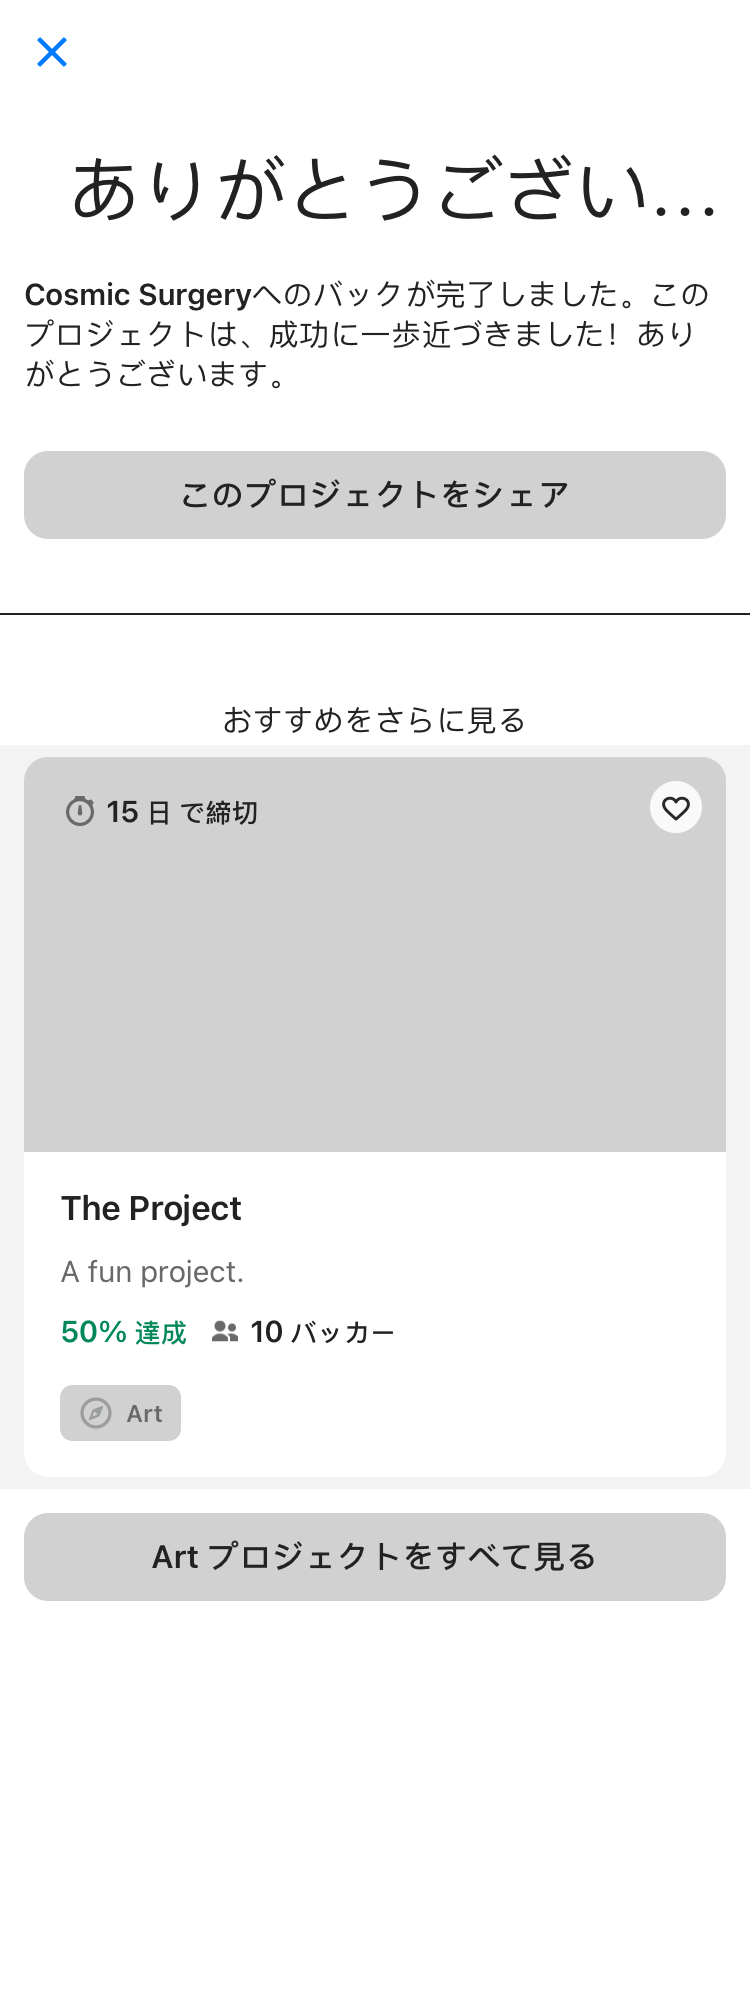 ありがとうござい...
Cosmic Surgeryへのバックが完了しました。この
プロジェクトは、成功に一歩近づきました！あり
がとうございます。
このプロジェクトをシェア
おすすめをさらに見る
15 日 で締切
The Project
A fun project.
50% 達成 10 バッカー
Art
Art プロジェクトをすべて見る